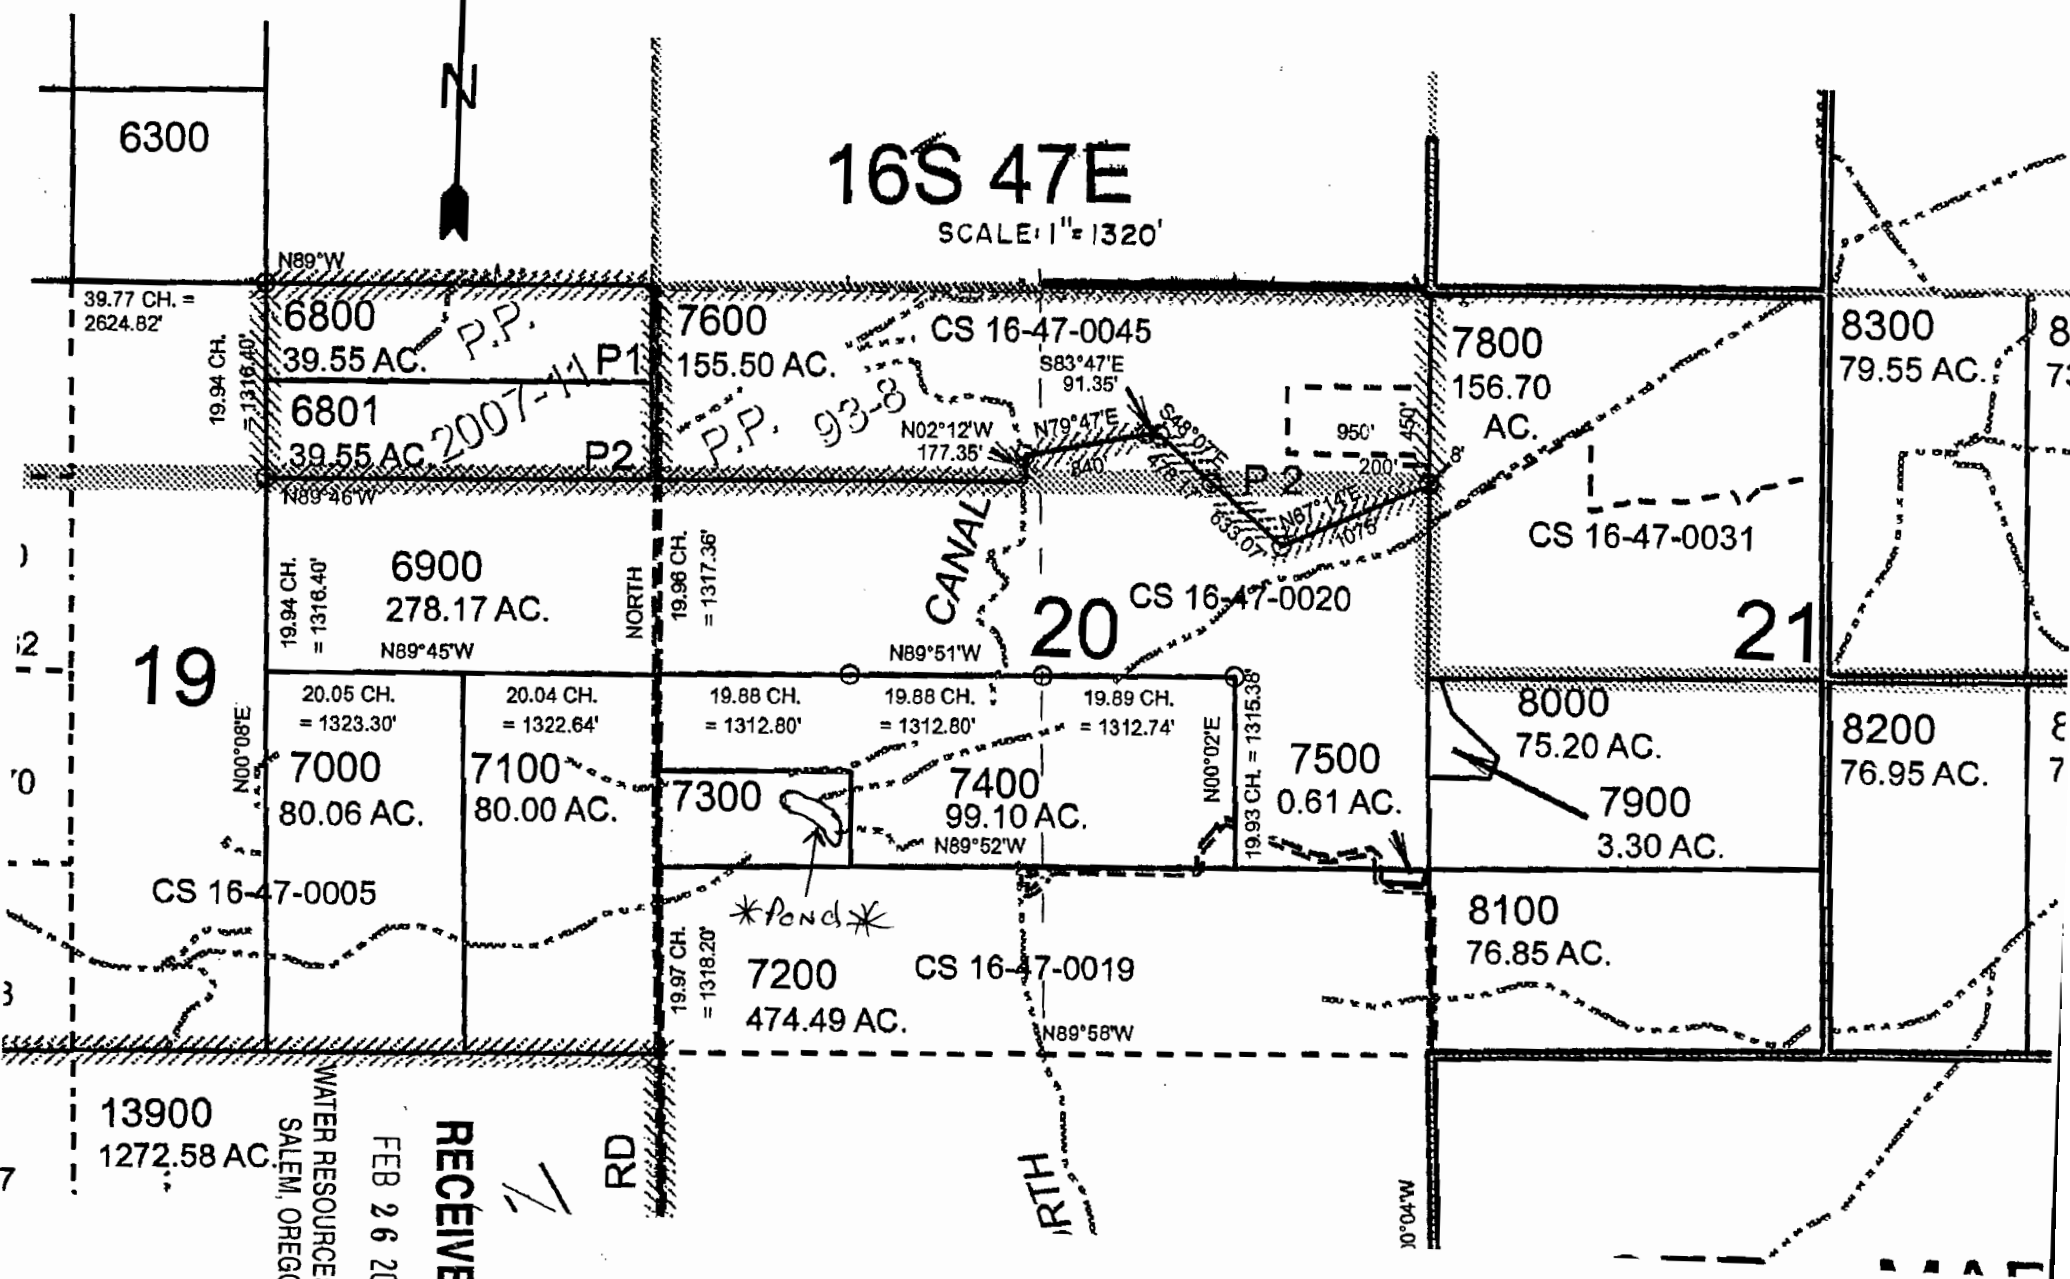 N
6300
16S 47E
SCALE: 1"=1320'
N89°W
39.77 CH. =
2624.82'
19.94 CH.
= 1316.40'
6800
39.55 AC.
P.P.
P1
6801
39.55 AC.
2007-11
P2
N89°46'W
7600
155.50 AC.
P.P. 93-8
CS 16-47-0045
S83°47'E
91.35'
N02°12'W
177.35'
N79°47'E
840'
S48°07'E
478.17'
633.07'
950'
450'
200'
P 2
N67°14'E
1075'
8'
7800
156.70
AC.
8300
79.55 AC.
CS 16-47-0031
6900
278.17 AC.
19.94 CH.
= 1316.40'
N89°45'W
NORTH
19.96 CH.
= 1317.36'
CANAL
N89°51'W
20
CS 16-47-0020
21
19
20.05 CH.
= 1323.30'
20.04 CH.
= 1322.64'
19.88 CH.
= 1312.80'
19.88 CH.
= 1312.80'
19.89 CH.
= 1312.74'
N00°08'E
7000
80.06 AC.
7100
80.00 AC.
7300
7400
99.10 AC.
N89°52'W
N00°02'E
19.93 CH. = 1315.38'
7500
0.61 AC.
8000
75.20 AC.
7900
3.30 AC.
8200
76.95 AC.
CS 16-47-0005
*Pond*
19.97 CH.
= 1318.20'
7200
474.49 AC.
CS 16-47-0019
8100
76.85 AC.
N89°58'W
13900
1272.58 AC.
RECEIVE
FEB 26 20
WATER RESOURCE
SALEM, OREGO
RD
RTH
0°04'W